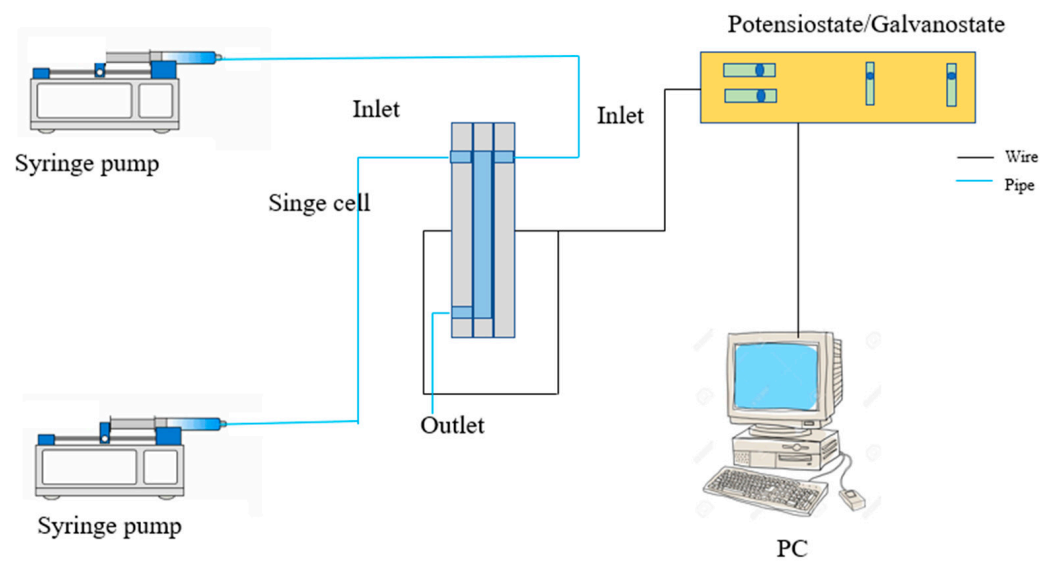 Potensiostate/Galvanostate
Inlet
Inlet
Syringe pump
Wire
Pipe
Singe cell
Outlet
Syringe pump
PC